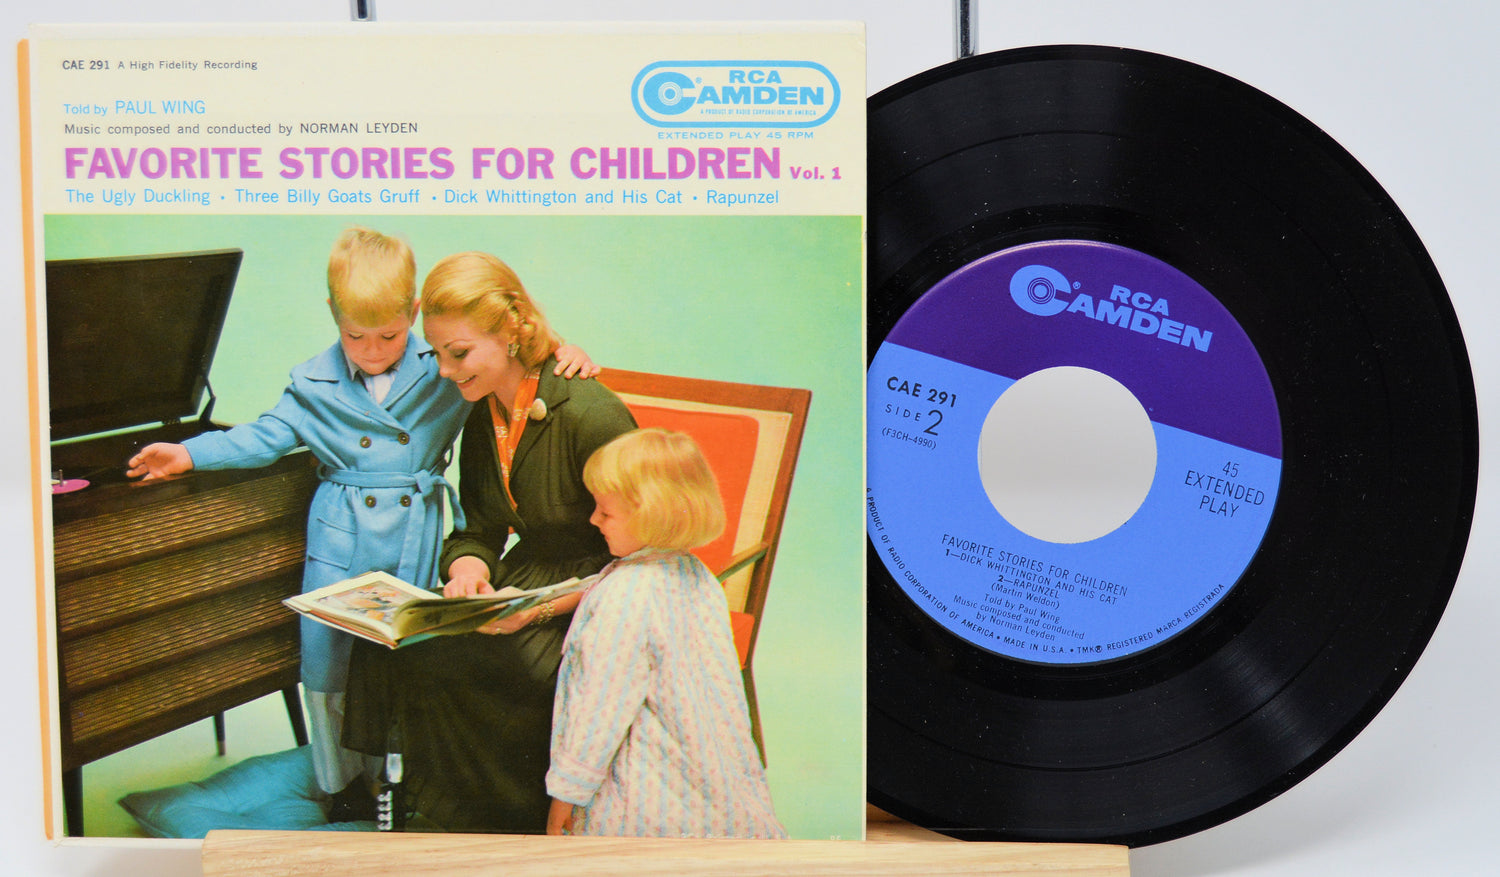 CAE 291 A High Fidelity Recording
Told by PAUL WING
Music composed and conducted by NORMAN LEYDEN
FAVORITE STORIES FOR CHILDREN Vol. 1
The Ugly Duckling • Three Billy Goats Gruff • Dick Whittington and His Cat • Rapunzel
RCA
CAMDEN®
A PRODUCT OF RADIO CORPORATION OF AMERICA
EXTENDED PLAY 45 RPM
RCA
CAMDEN®
CAE 291
SIDE 2
(F3CH-4990)
45
EXTENDED
PLAY
FAVORITE STORIES FOR CHILDREN
1—DICK WHITTINGTON AND HIS CAT
2—RAPUNZEL
(Martin Weldon)
Told by Paul Wing
Music composed and conducted
by Norman Leyden
A PRODUCT OF RADIO CORPORATION OF AMERICA • MADE IN U.S.A. • TMK® REGISTERED MARCA REGISTRADA